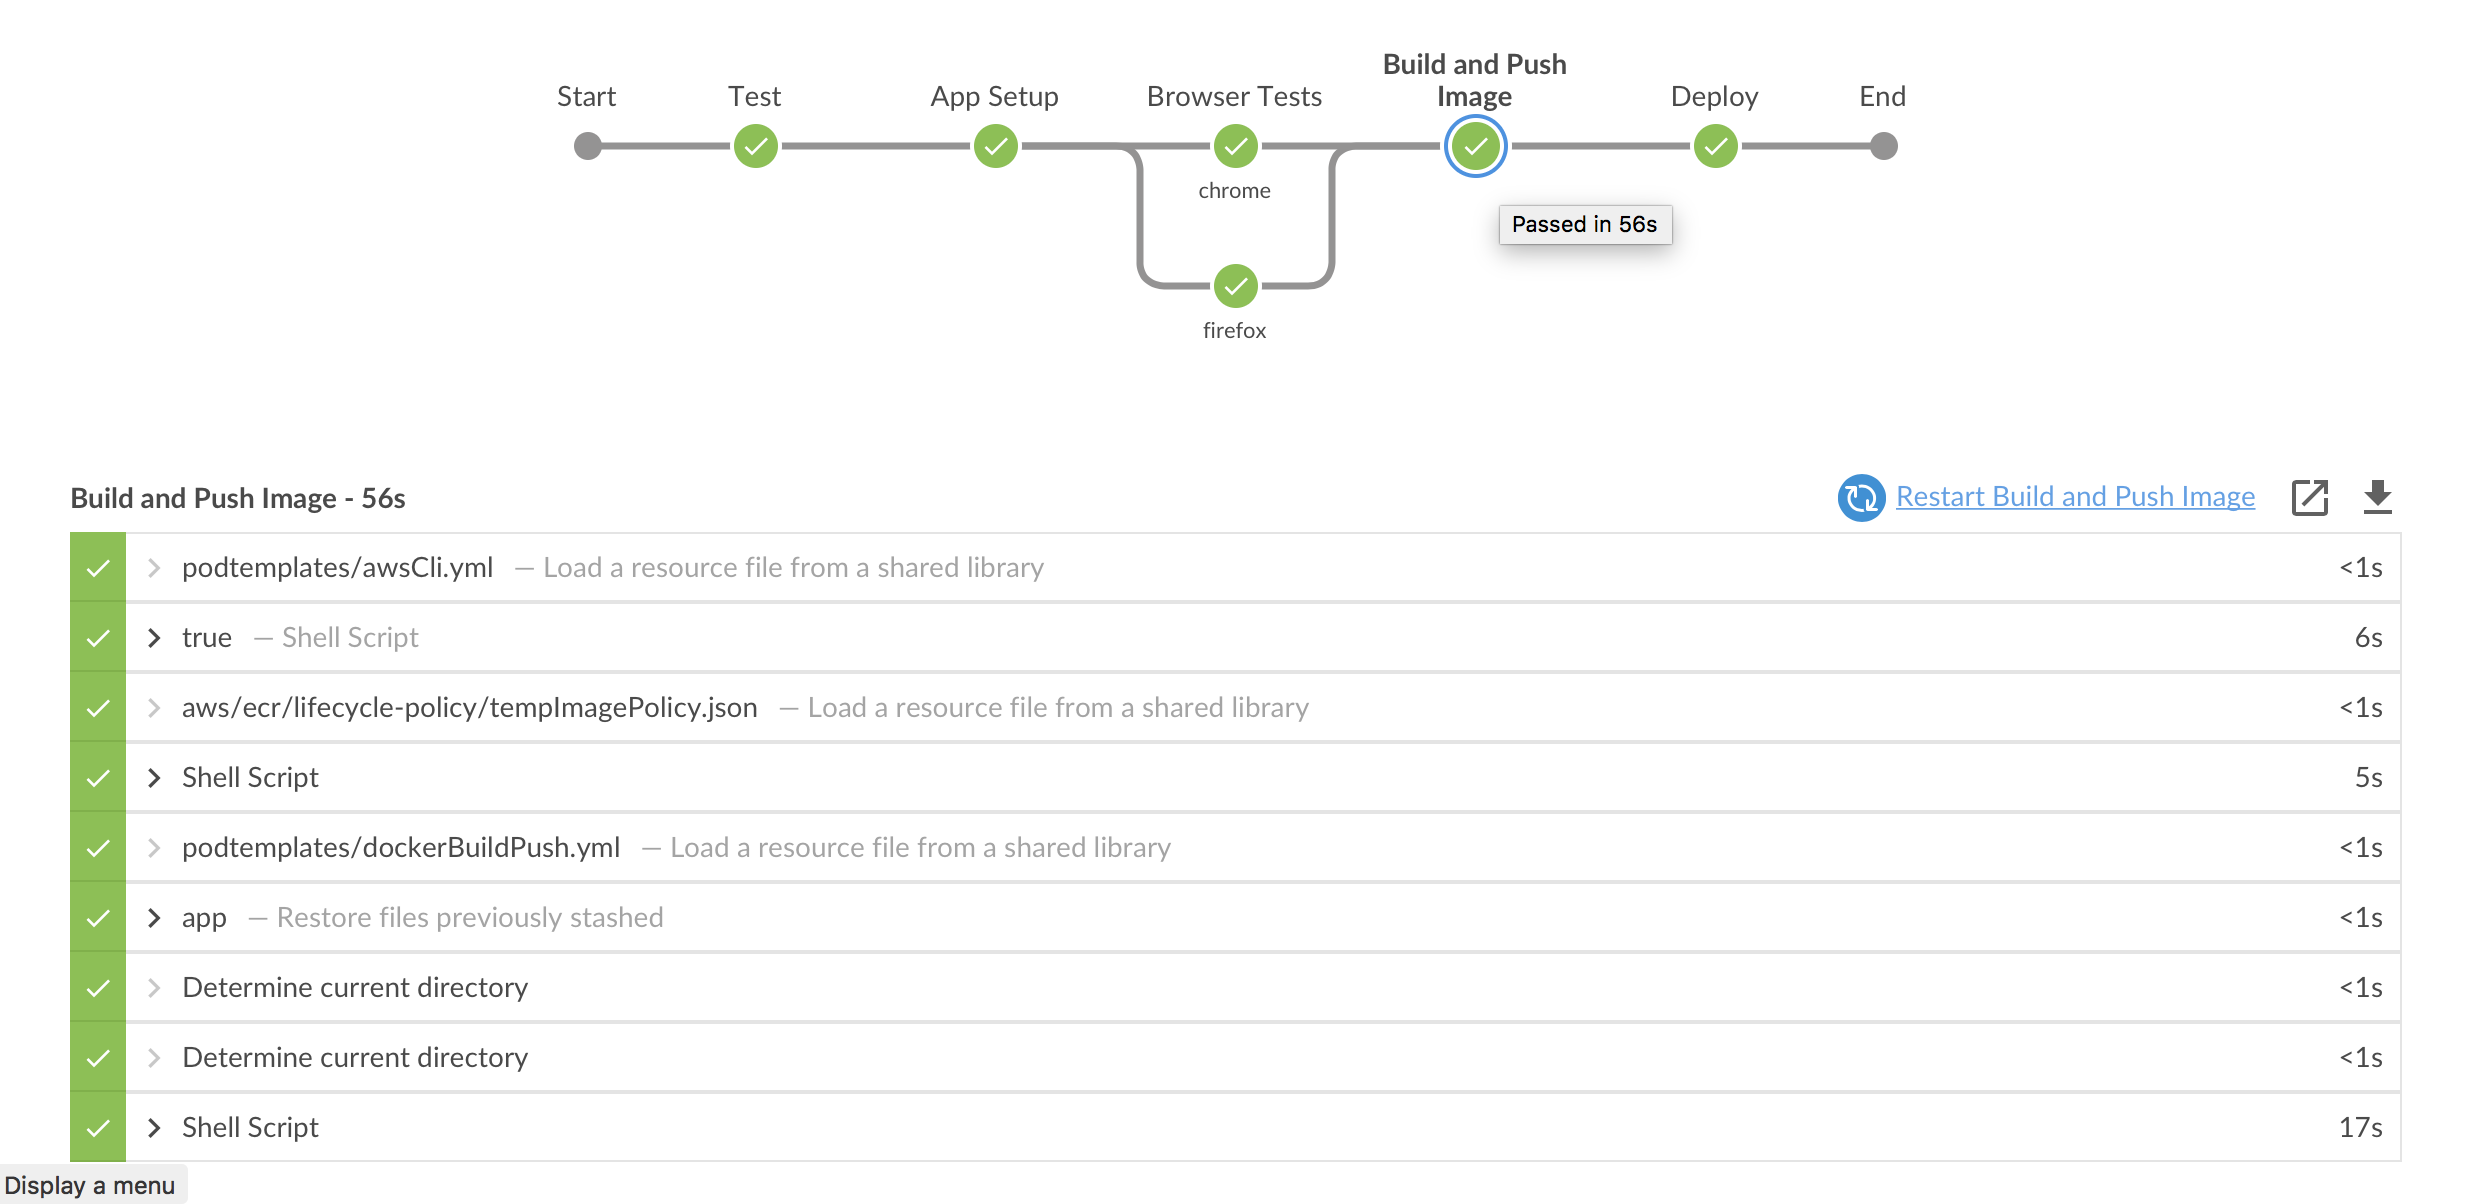 Start
Test
App Setup
Browser Tests
Build and Push
Image
Deploy
End
chrome
Passed in 56s
firefox
Build and Push Image - 56s
Restart Build and Push Image
podtemplates/awsCli.yml — Load a resource file from a shared library <1s
true — Shell Script 6s
aws/ecr/lifecycle-policy/tempImagePolicy.json — Load a resource file from a shared library <1s
Shell Script 5s
podtemplates/dockerBuildPush.yml — Load a resource file from a shared library <1s
app — Restore files previously stashed <1s
Determine current directory <1s
Determine current directory <1s
Shell Script 17s
Display a menu